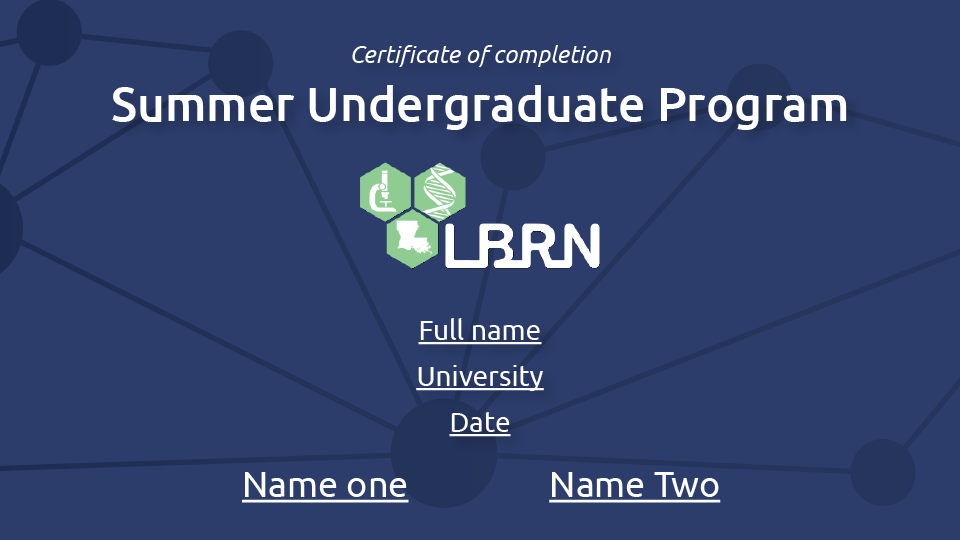 Certificate of completion
Summer Undergraduate Program
LBRN
Full name
University
Date
Name one Name Two